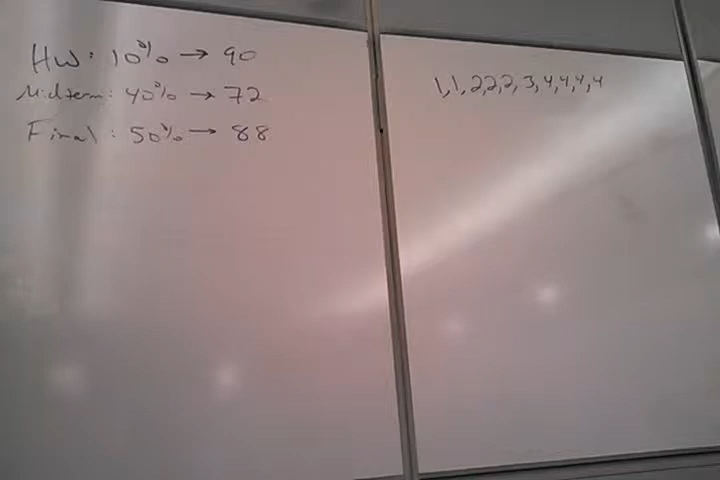 HW: 10% → 90
Midterm: 40% → 72
Final: 50% → 88
1,1,2,2,2,3,4,4,4,4